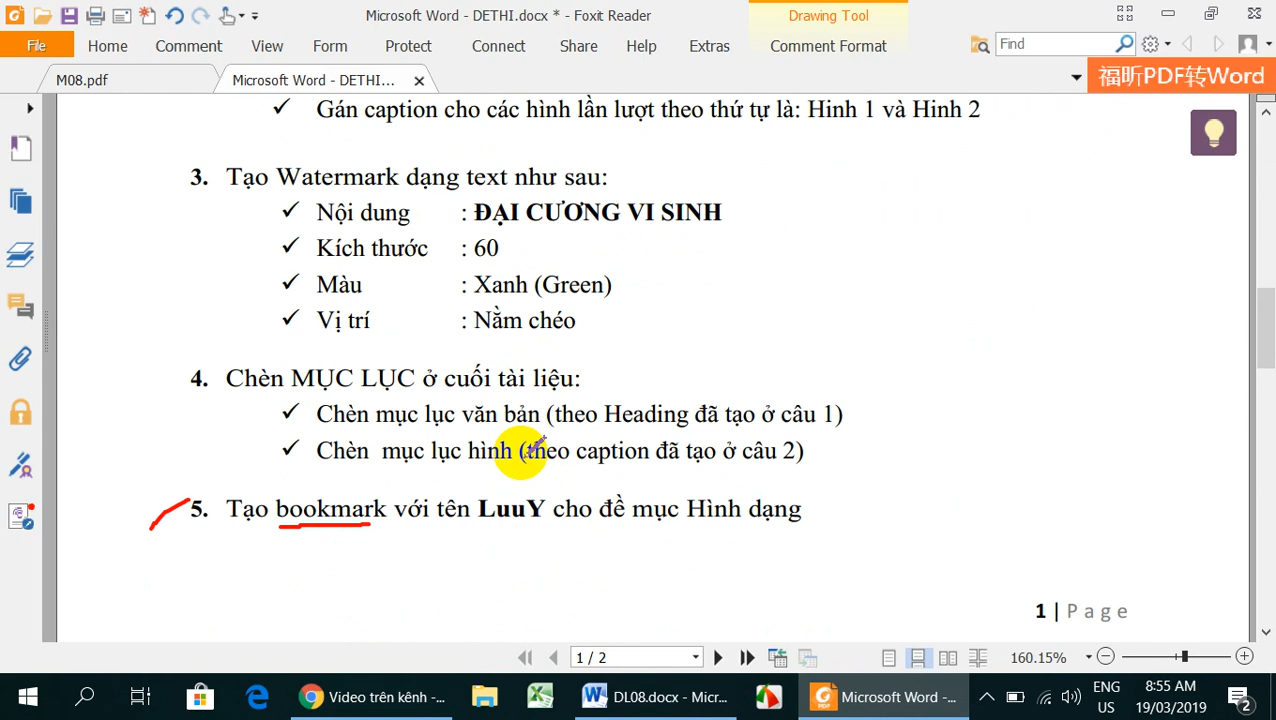 Microsoft Word - DETHI.docx * - Foxit Reader
Drawing Tool
File
Home
Comment
View
Form
Protect
Connect
Share
Help
Extras
Comment Format
Find
M08.pdf
Microsoft Word - DETHI...
福昕PDF转Word
✓ Gán caption cho các hình lần lượt theo thứ tự là: Hinh 1 và Hinh 2
3. Tạo Watermark dạng text như sau:
✓ Nội dung : ĐẠI CƯƠNG VI SINH
✓ Kích thước : 60
✓ Màu : Xanh (Green)
✓ Vị trí : Nằm chéo
4. Chèn MỤC LỤC ở cuối tài liệu:
✓ Chèn mục lục văn bản (theo Heading đã tạo ở câu 1)
✓ Chèn mục lục hình (theo caption đã tạo ở câu 2)
5. Tạo bookmark với tên LuuY cho đề mục Hình dạng
1 | Page
1 / 2
160.15%
Video trên kênh -...
DL08.docx - Micr...
Microsoft Word -...
ENG
US
8:55 AM
19/03/2019
2